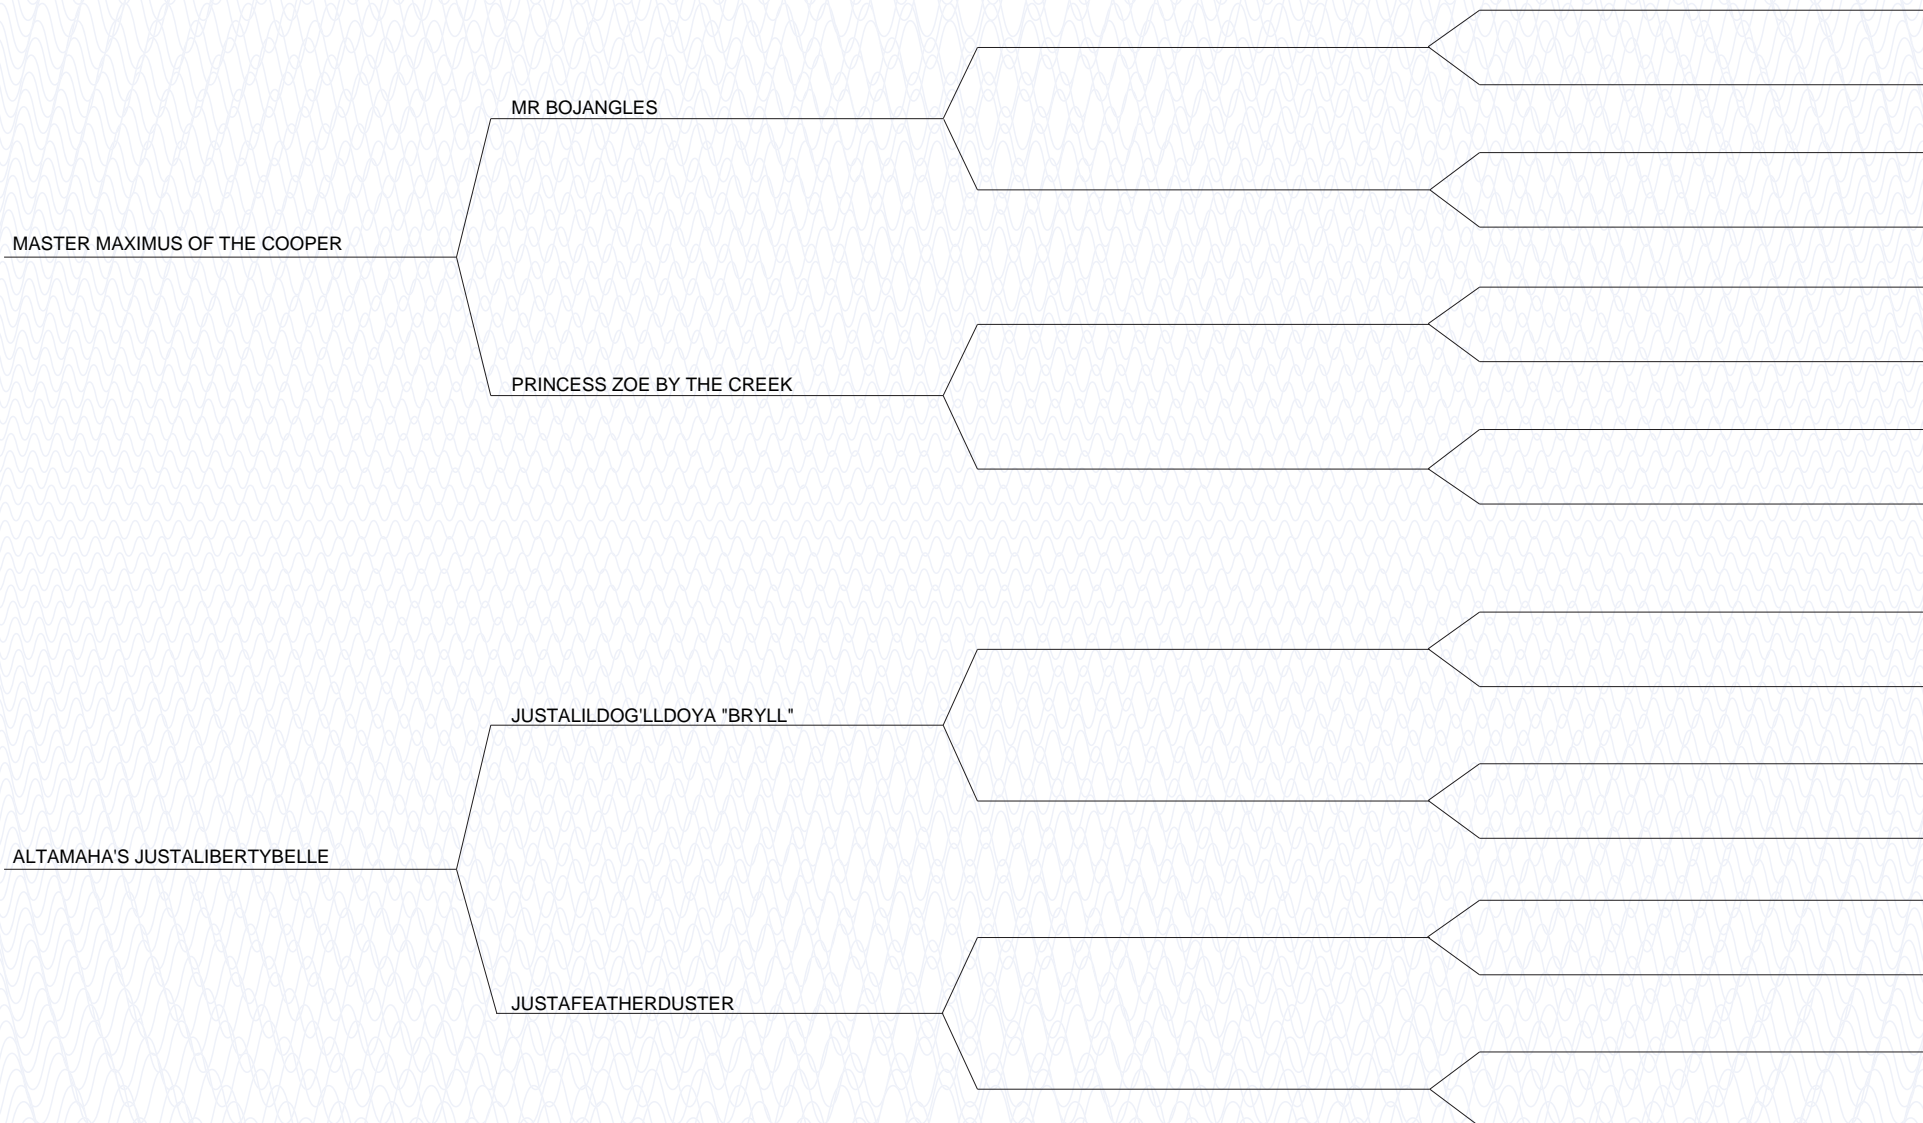 MR BOJANGLES
MASTER MAXIMUS OF THE COOPER
PRINCESS ZOE BY THE CREEK
JUSTALILDOG'LLDOYA "BRYLL"
ALTAMAHA'S JUSTALIBERTYBELLE
JUSTAFEATHERDUSTER